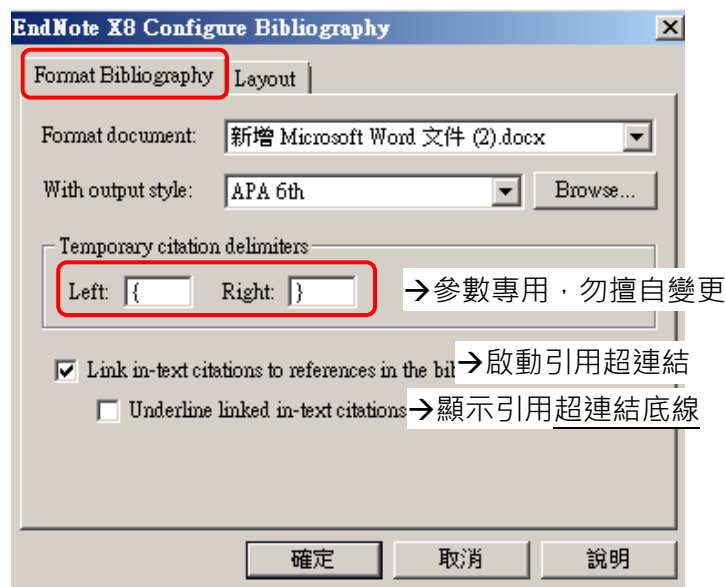 EndNote X8 Configure Bibliography
Format Bibliography Layout
Format document: 新增 Microsoft Word 文件 (2).docx
With output style: APA 6th Browse...
Temporary citation delimiters
Left: { Right: } →參數專用，勿擅自變更
Link in-text citations to references in the →啟動引用超連結
Underline linked in-text citations →顯示引用超連結底線
確定 取消 說明